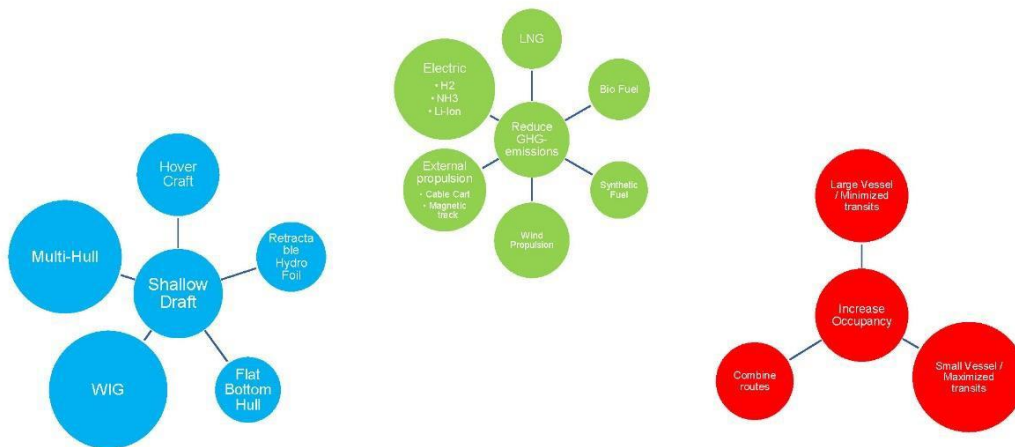 Hover
Craft
Multi-Hull
Retracta
ble
Hydro
Foil
Shallow
Draft
WIG
Flat
Bottom
Hull
LNG
Electric
• H2
• NH3
• Li-Ion
Bio Fuel
Reduce
GHG-
emissions
External
propulsion
• Cable Cart
• Magnetic
track
Synthetic
Fuel
Wind
Propulsion
Large Vessel
/ Minimized
transits
Increase
Occupancy
Combine
routes
Small Vessel /
Maximized
transits